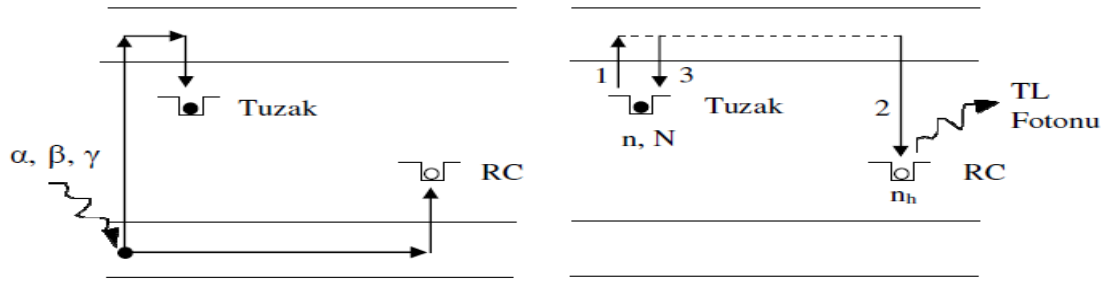 Tuzak
RC
α, β, γ
1
3
Tuzak
n, N
2
TL
Fotonu
RC
nₕ